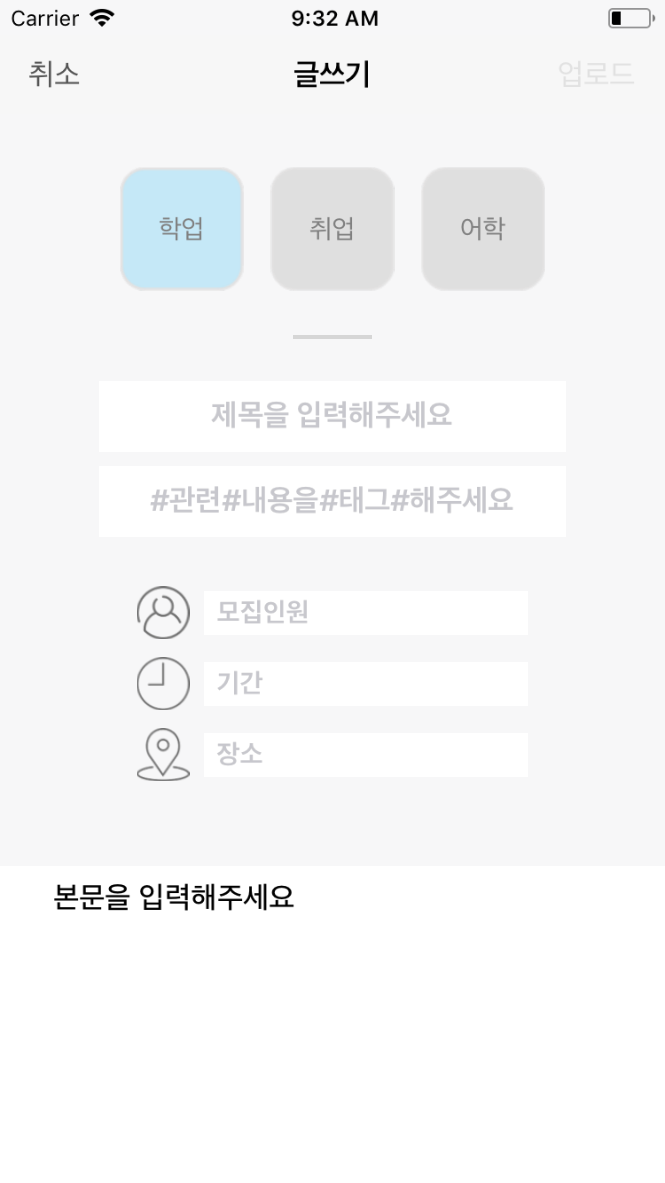 Carrier 9:32 AM
취소 글쓰기 업로드
학업 취업 어학
제목을 입력해주세요
#관련#내용을#태그#해주세요
모집인원
기간
장소
본문을 입력해주세요